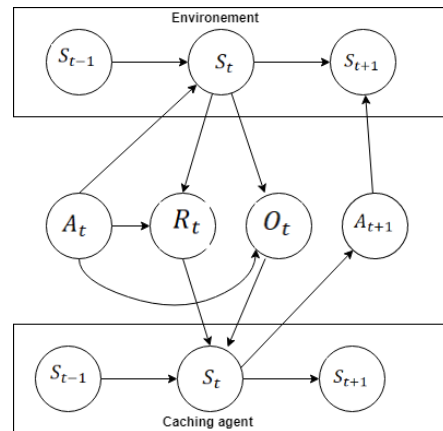 Environement
S_{t-1} S_t S_{t+1}
A_t R_t O_t A_{t+1}
S_{t-1} S_t S_{t+1}
Caching agent